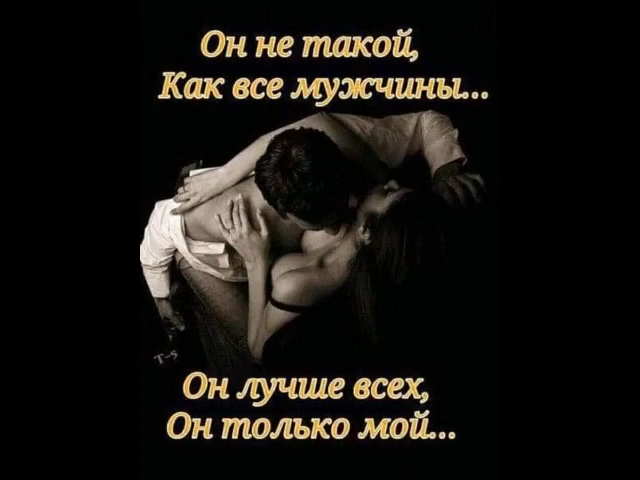 Он не такой,
Как все мужчины...
T-s
Он лучше всех,
Он только мой...